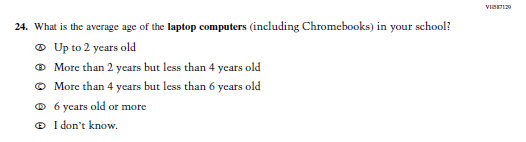 VH387129
24. What is the average age of the laptop computers (including Chromebooks) in your school?
Ⓐ Up to 2 years old
Ⓑ More than 2 years but less than 4 years old
Ⓒ More than 4 years but less than 6 years old
Ⓓ 6 years old or more
Ⓔ I don't know.